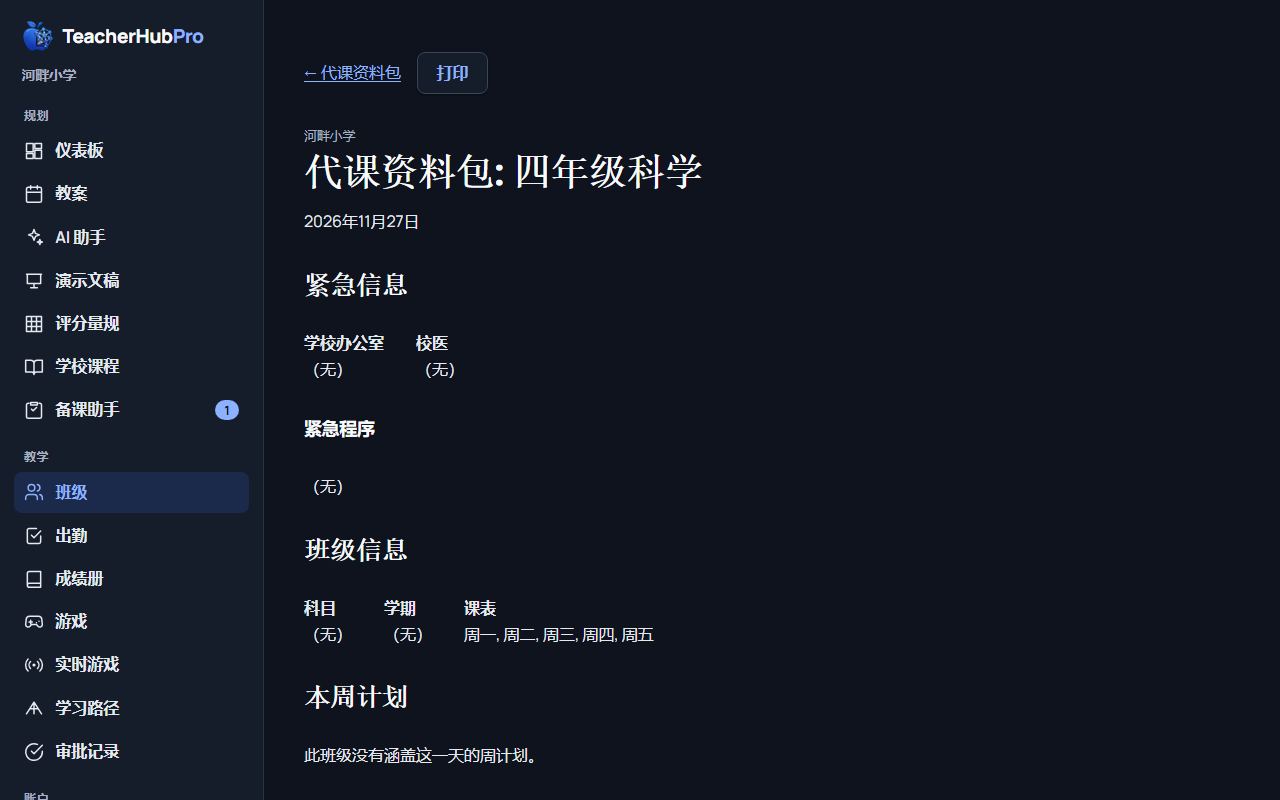 TeacherHubPro
河畔小学
规划
仪表板
教案
AI 助手
演示文稿
评分量规
学校课程
备课助手 1
教学
班级
出勤
成绩册
游戏
实时游戏
学习路径
审批记录
账户
← 代课资料包 打印
河畔小学
代课资料包: 四年级科学
2026年11月27日
紧急信息
学校办公室 校医
（无） （无）
紧急程序
（无）
班级信息
科目 学期 课表
（无） （无） 周一, 周二, 周三, 周四, 周五
本周计划
此班级没有涵盖这一天的周计划。